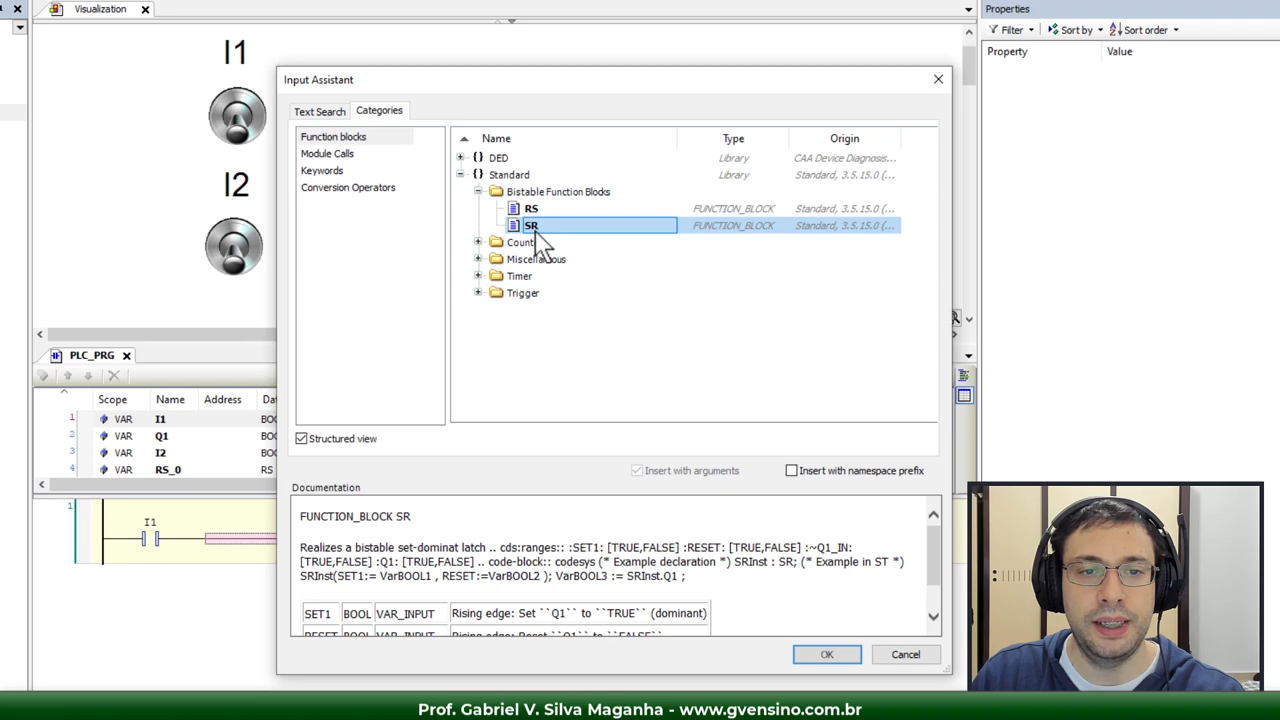 Visualization
Properties
Filter
Sort by
Sort order
Property Value
I1
I2
Input Assistant
Text Search
Categories
Function blocks
Module Calls
Keywords
Conversion Operators
Name Type Origin
DED Library CAA Device Diagnosis...
Standard Library Standard, 3.5.15.0 (...
Bistable Function Blocks
RS FUNCTION_BLOCK Standard, 3.5.15.0 (...
SR FUNCTION_BLOCK Standard, 3.5.15.0 (...
Timer
Trigger
Structured view
Insert with arguments
Insert with namespace prefix
PLC_PRG
Scope Name Address
1 VAR I1
2 VAR Q1
3 VAR I2
4 VAR RS_0 RS
1
I1
Documentation
FUNCTION_BLOCK SR
Realizes a bistable set-dominat latch .. cds:ranges:: :SET1: [TRUE,FALSE] :RESET: [TRUE,FALSE] :~Q1_IN:
[TRUE,FALSE] :Q1: [TRUE,FALSE] .. code-block:: codesys (* Example declaration *) SRInst : SR; (* Example in ST *)
SRInst(SET1:= VarBOOL1 , RESET:=VarBOOL2 ); VarBOOL3 := SRInst.Q1 ;
SET1 BOOL VAR_INPUT Rising edge: Set ``Q1`` to ``TRUE`` (dominant)
OK
Cancel
Prof. Gabriel V. Silva Maganha - www.gvensino.com.br